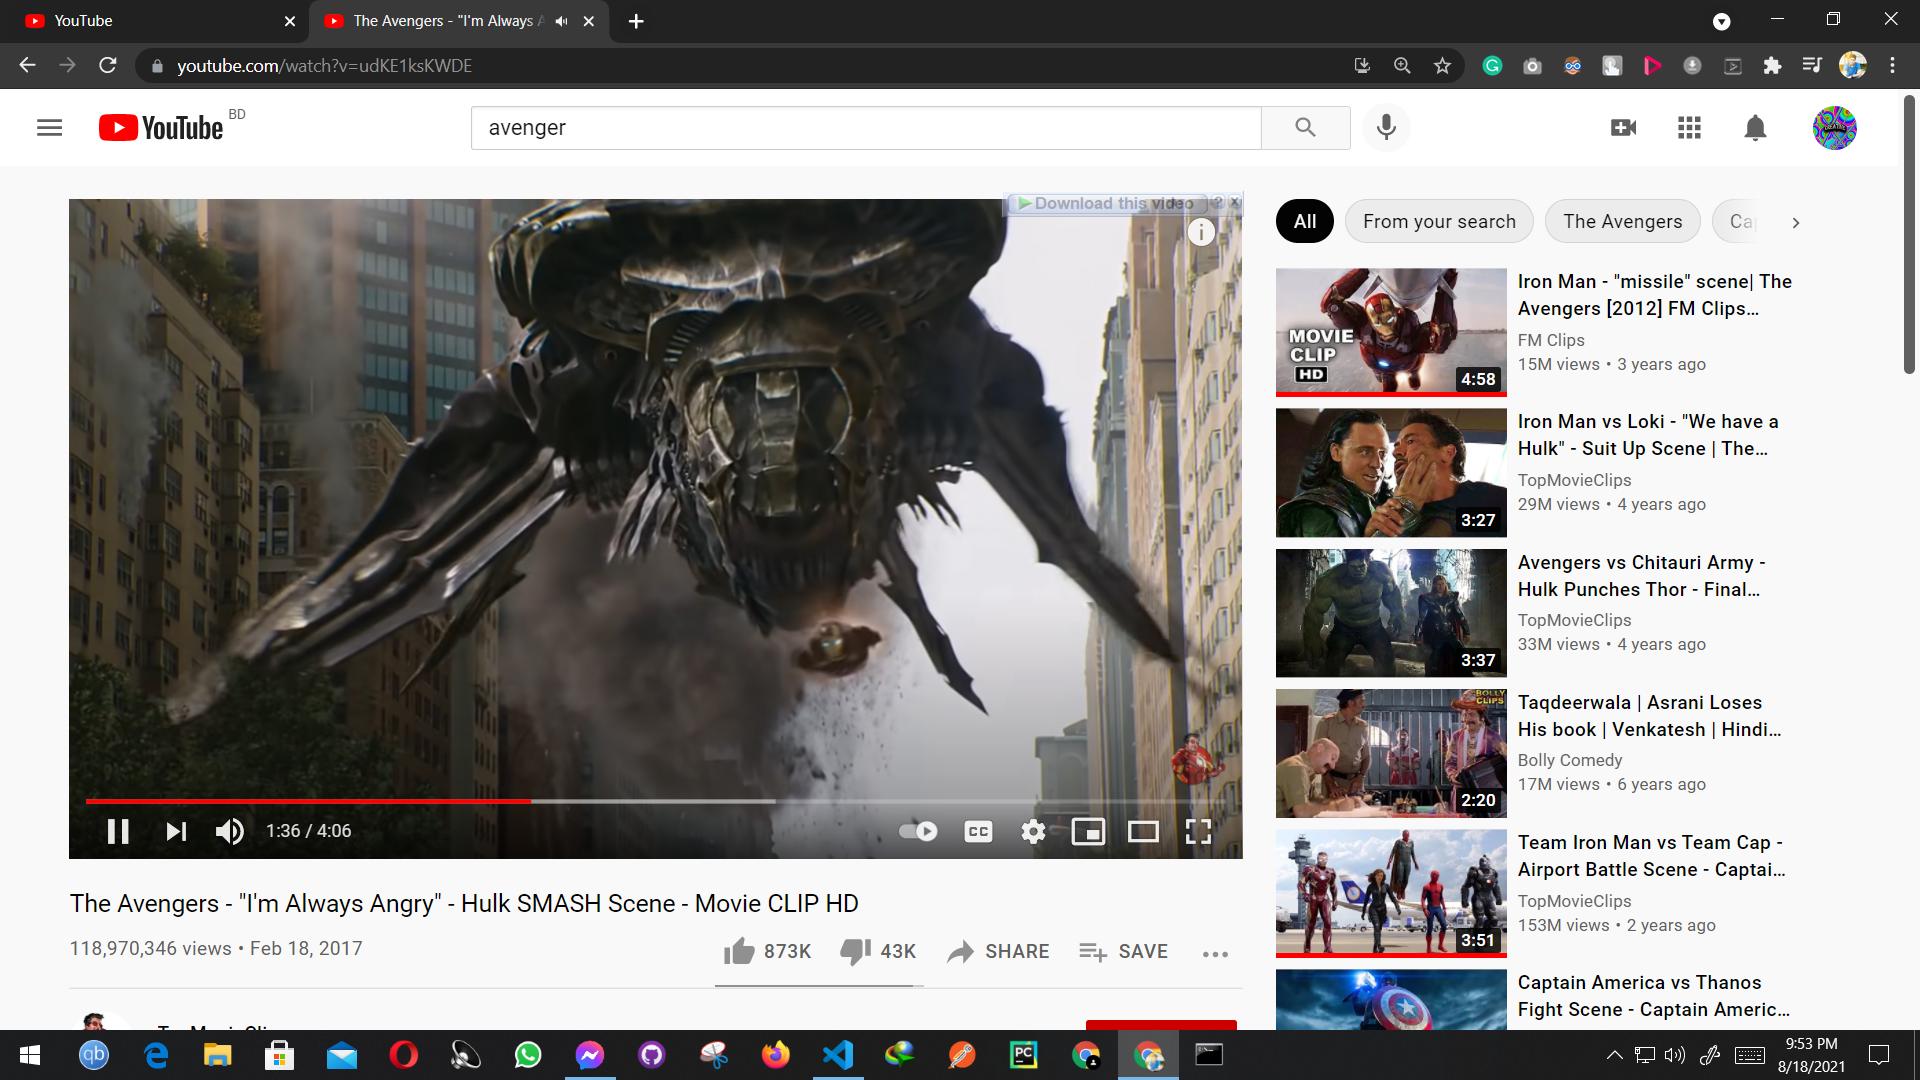 YouTube
The Avengers - "I'm Always A
youtube.com/watch?v=udKE1ksKWDE
YouTube BD
avenger
Download this video ? x
All
From your search
The Avengers
MOVIE
CLIP
HD
4:58
Iron Man - "missile" scene| The
Avengers [2012] FM Clips...
FM Clips
15M views • 3 years ago
3:27
Iron Man vs Loki - "We have a
Hulk" - Suit Up Scene | The...
TopMovieClips
29M views • 4 years ago
3:37
Avengers vs Chitauri Army -
Hulk Punches Thor - Final...
TopMovieClips
33M views • 4 years ago
BOLLY
CLIPS
2:20
Taqdeerwala | Asrani Loses
His book | Venkatesh | Hindi...
Bolly Comedy
17M views • 6 years ago
3:51
Team Iron Man vs Team Cap -
Airport Battle Scene - Captai...
TopMovieClips
153M views • 2 years ago
Captain America vs Thanos
Fight Scene - Captain Americ...
1:36 / 4:06
CC
The Avengers - "I'm Always Angry" - Hulk SMASH Scene - Movie CLIP HD
118,970,346 views • Feb 18, 2017
873K
43K
SHARE
SAVE
qb
PC
9:53 PM
8/18/2021